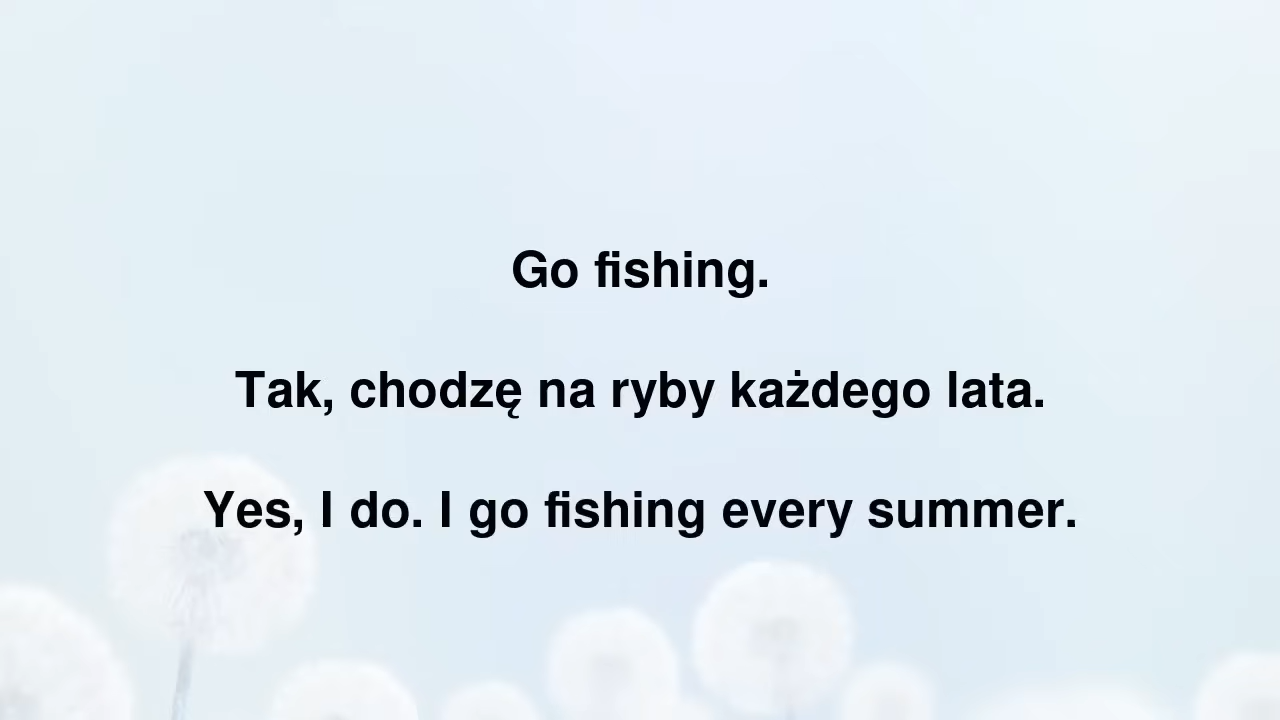 Go fishing.
Tak, chodzę na ryby każdego lata.
Yes, I do. I go fishing every summer.